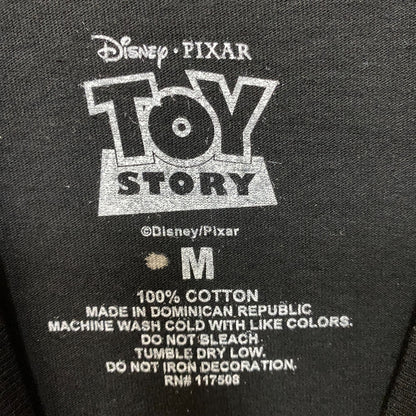 Disney · PIXAR
TOY
STORY
©Disney/Pixar
M
100% COTTON
MADE IN DOMINICAN REPUBLIC
MACHINE WASH COLD WITH LIKE COLORS.
DO NOT BLEACH.
TUMBLE DRY LOW.
DO NOT IRON DECORATION.
RN# 117508